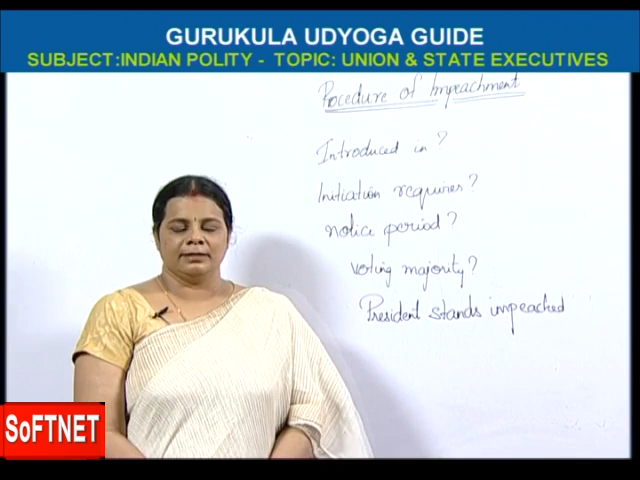 GURUKULA UDYOGA GUIDE
SUBJECT:INDIAN POLITY - TOPIC: UNION & STATE EXECUTIVES
Procedure of Impeachment
Introduced in?
Initiation requires?
notice period?
voting majority?
President stands impeached
SoFTNET